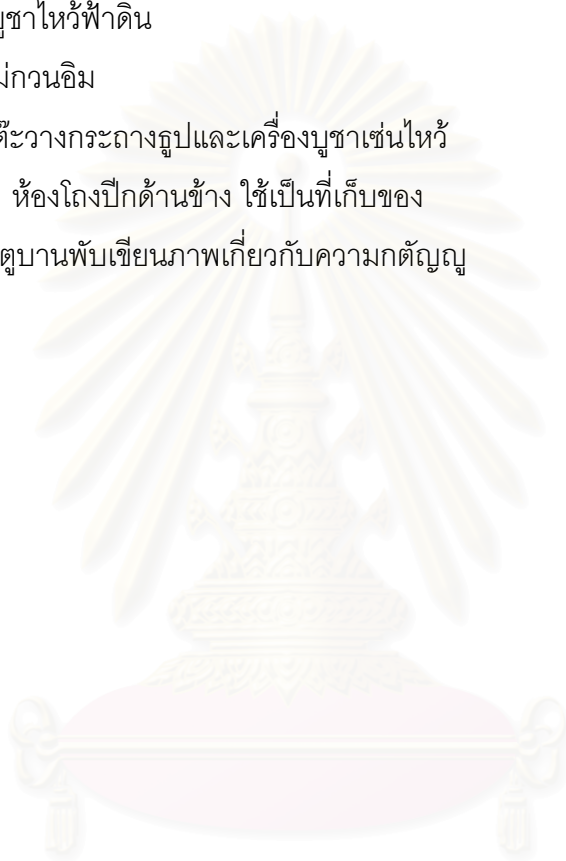 บูชาไหว้ฟ้าดิน
แม่กวนอิม
โต๊ะวางกระถางธูปและเครื่องบูชาเซ่นไหว้
ห้องโถงปีกด้านข้าง ใช้เป็นที่เก็บของ
ตูบานพับเขียนภาพเกี่ยวกับความกตัญญู